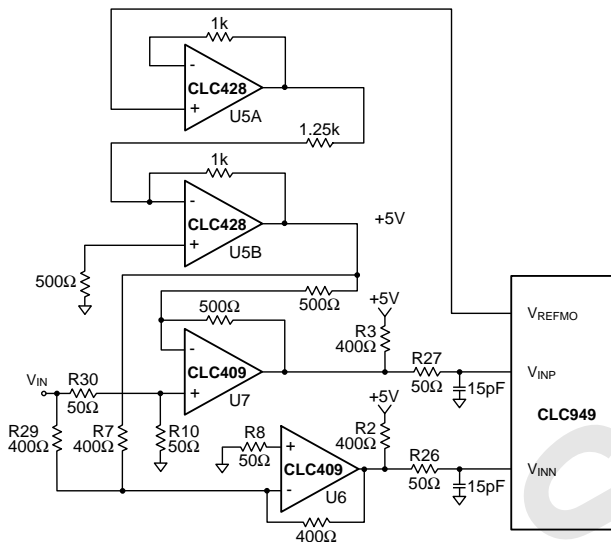 1k
-
CLC428
+
U5A
1.25k
1k
-
CLC428
+
U5B
+5V
500Ω
500Ω
500Ω
+5V
R3
400Ω
VREFMO
-
CLC409
+
U7
R27
50Ω
15pF
VINP
VIN
R30
50Ω
R29
400Ω
R7
400Ω
R10
50Ω
R8
50Ω
+5V
R2
400Ω
CLC949
+
CLC409
-
U6
R26
50Ω
15pF
VINN
400Ω